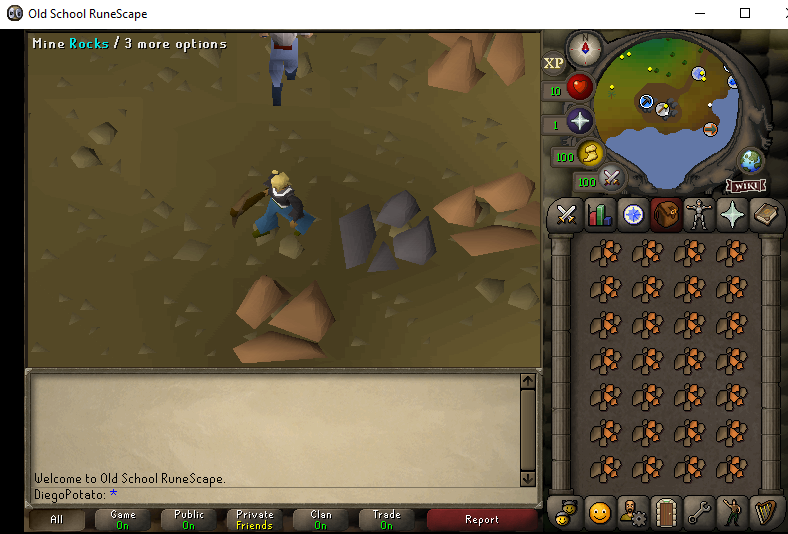 Old School RuneScape
Mine Rocks / 3 more options
N
XP
10
1
100
100
WIKI
Welcome to Old School RuneScape.
DiegoPotato: *
All
Game
On
Public
On
Private
Friends
Clan
On
Trade
On
Report